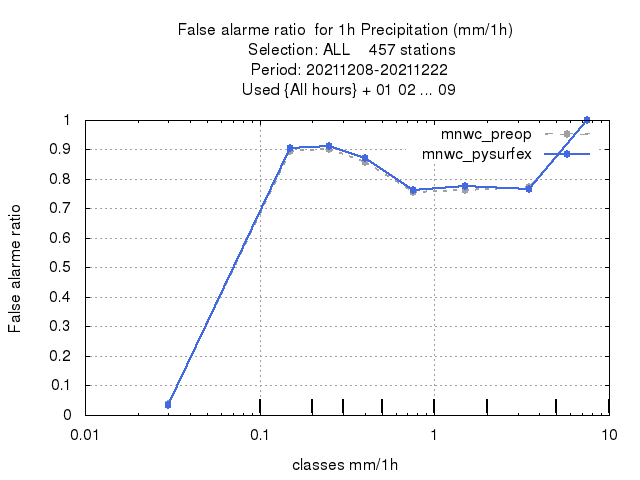 False alarme ratio  for 1h Precipitation (mm/1h)
Selection: ALL    457 stations
Period: 20211208-20211222
Used {All hours} + 01 02 ... 09
mnwc_preop
mnwc_pysurfex
1
0.9
0.8
0.7
0.6
0.5
0.4
0.3
0.2
0.1
0
False alarme ratio
0.01
0.1
1
10
classes mm/1h